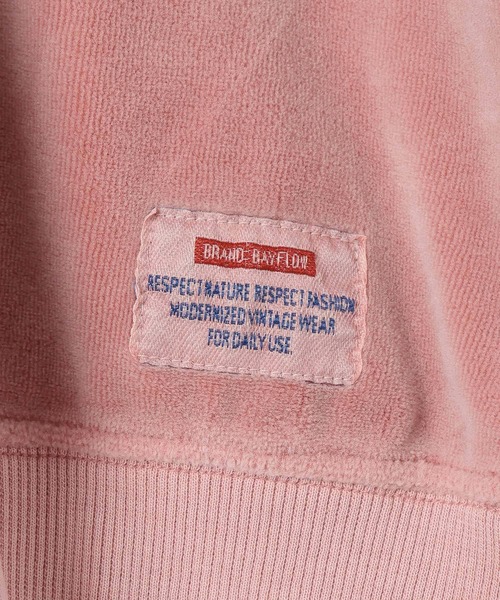 BRAND: BAYFLOW
RESPECT NATURE RESPECT FASHION
MODERNIZED VINTAGE WEAR
FOR DAILY USE.